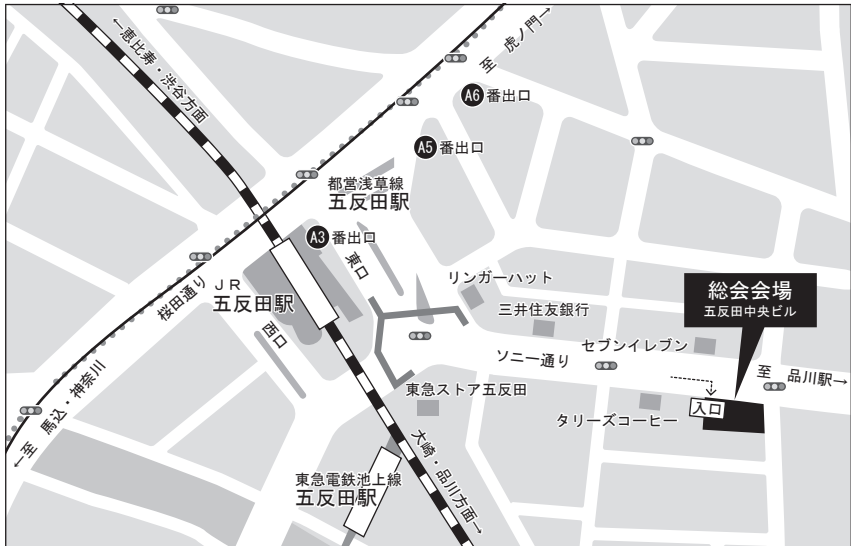 ←恵比寿・渋谷方面
至 虎ノ門→
A6番出口
A5番出口
都営浅草線
五反田駅
A3番出口
東口
桜田通り
JR
五反田駅
西口
リンガーハット
三井住友銀行
総会会場
五反田中央ビル
ソニー通り
セブンイレブン
至 品川駅→
東急ストア五反田
タリーズコーヒー
入口
←至 馬込・神奈川
東急電鉄池上線
五反田駅
大崎・品川方面→